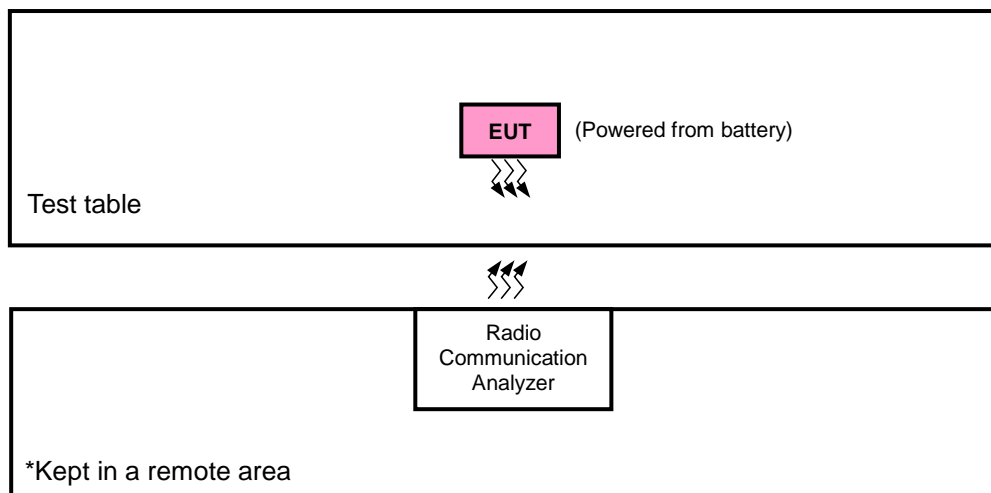 EUT
(Powered from battery)
Test table
Radio
Communication
Analyzer
*Kept in a remote area